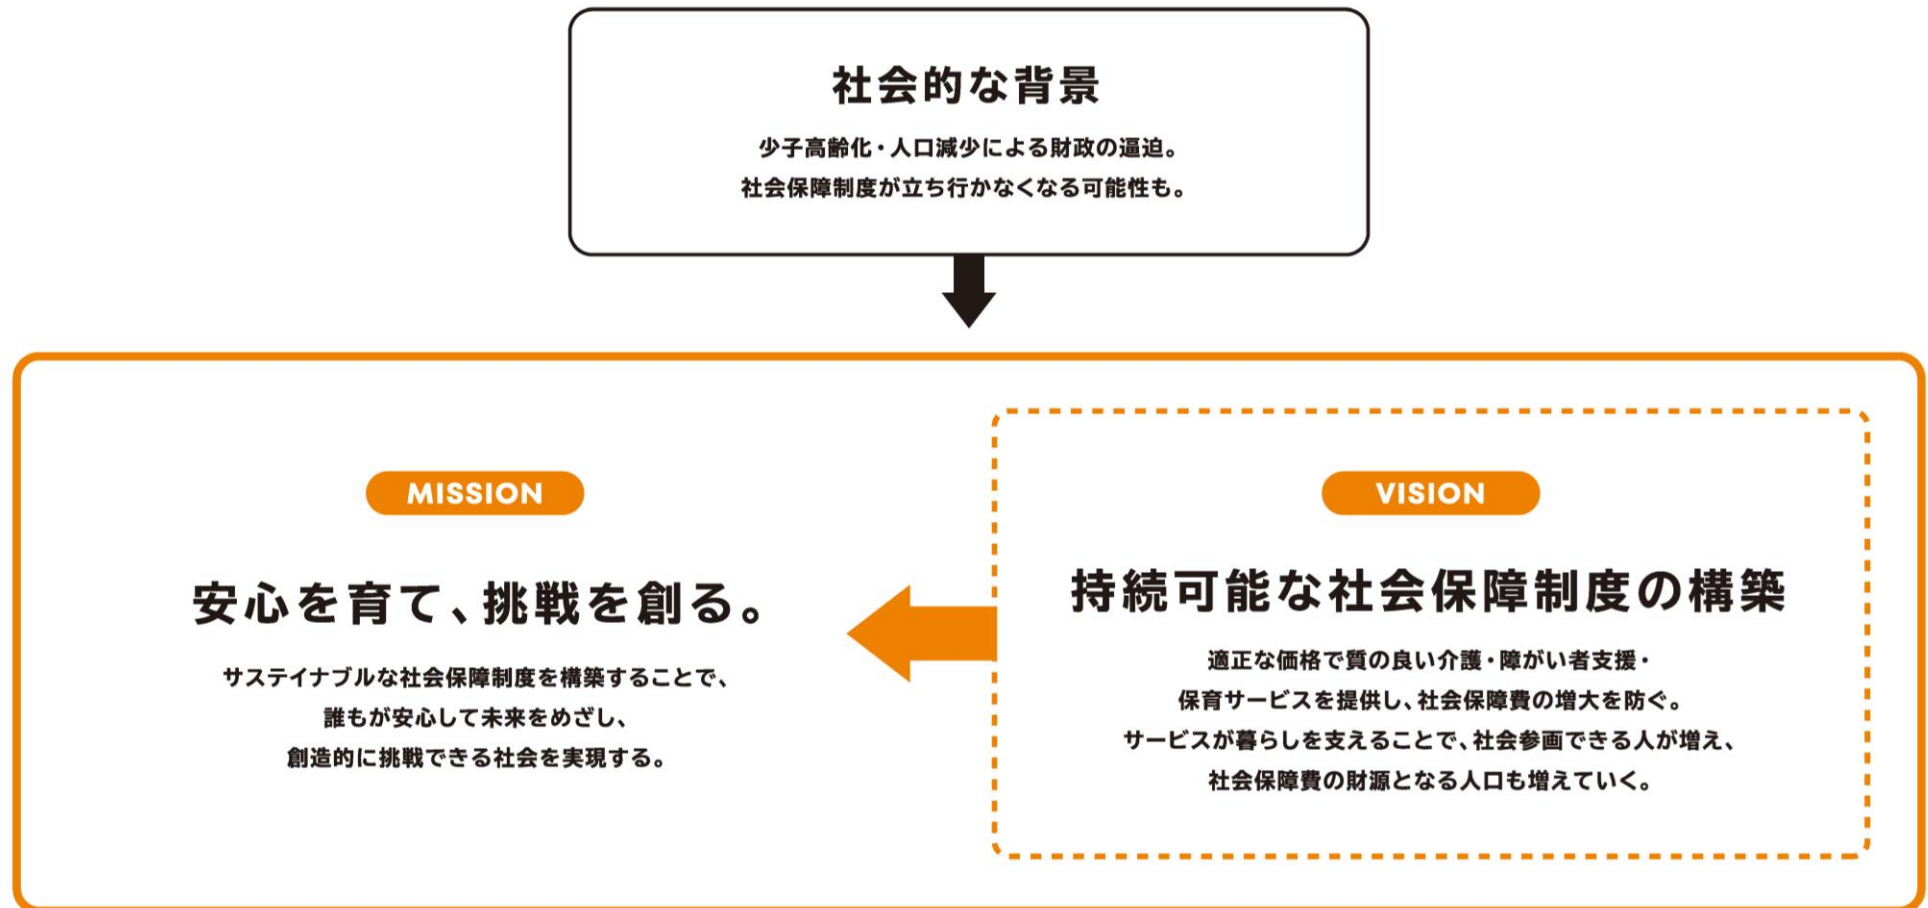 社会的な背景
少子高齢化・人口減少による財政の逼迫。
社会保障制度が立ち行かなくなる可能性も。
MISSION
安心を育て、挑戦を創る。
サステイナブルな社会保障制度を構築することで、
誰もが安心して未来をめざし、
創造的に挑戦できる社会を実現する。
VISION
持続可能な社会保障制度の構築
適正な価格で質の良い介護・障がい者支援・
保育サービスを提供し、社会保障費の増大を防ぐ。
サービスが暮らしを支えることで、社会参画できる人が増え、
社会保障費の財源となる人口も増えていく。